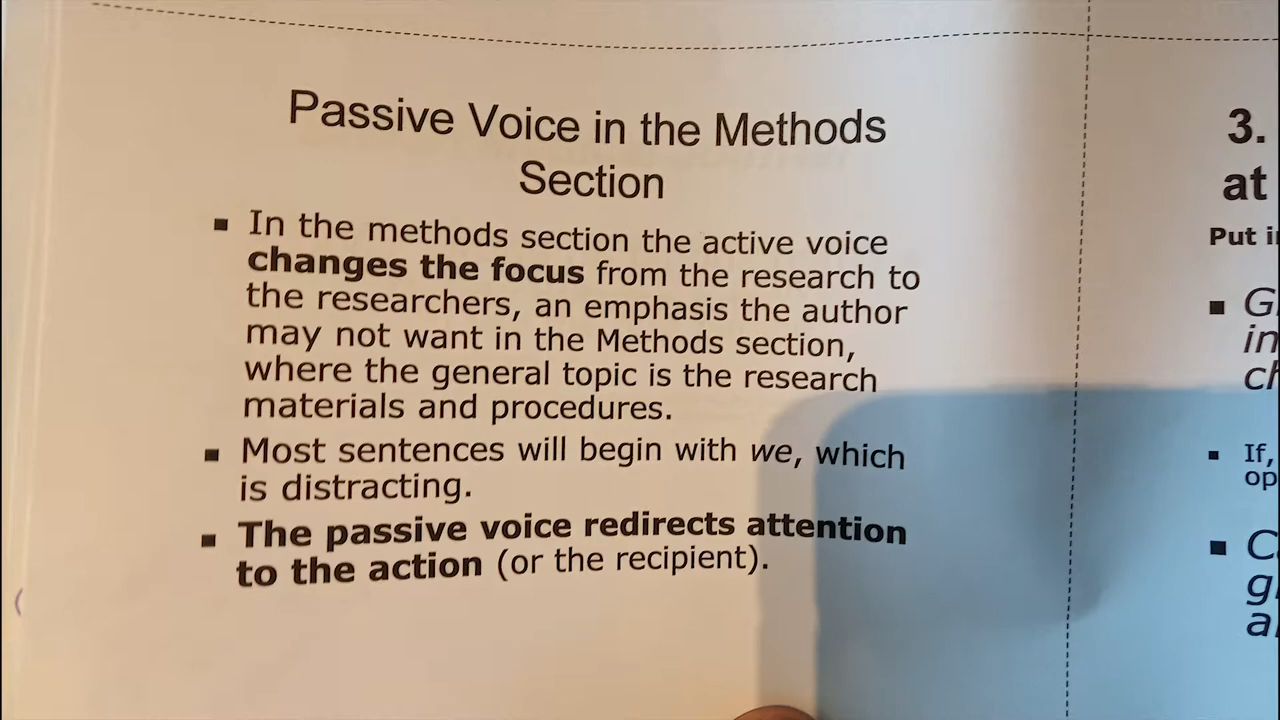 Passive Voice in the Methods
Section
▪ In the methods section the active voice
changes the focus from the research to
the researchers, an emphasis the author
may not want in the Methods section,
where the general topic is the research
materials and procedures.
▪ Most sentences will begin with we, which
is distracting.
▪ The passive voice redirects attention
to the action (or the recipient).
3.
at
Put
▪
▪ If,
▪